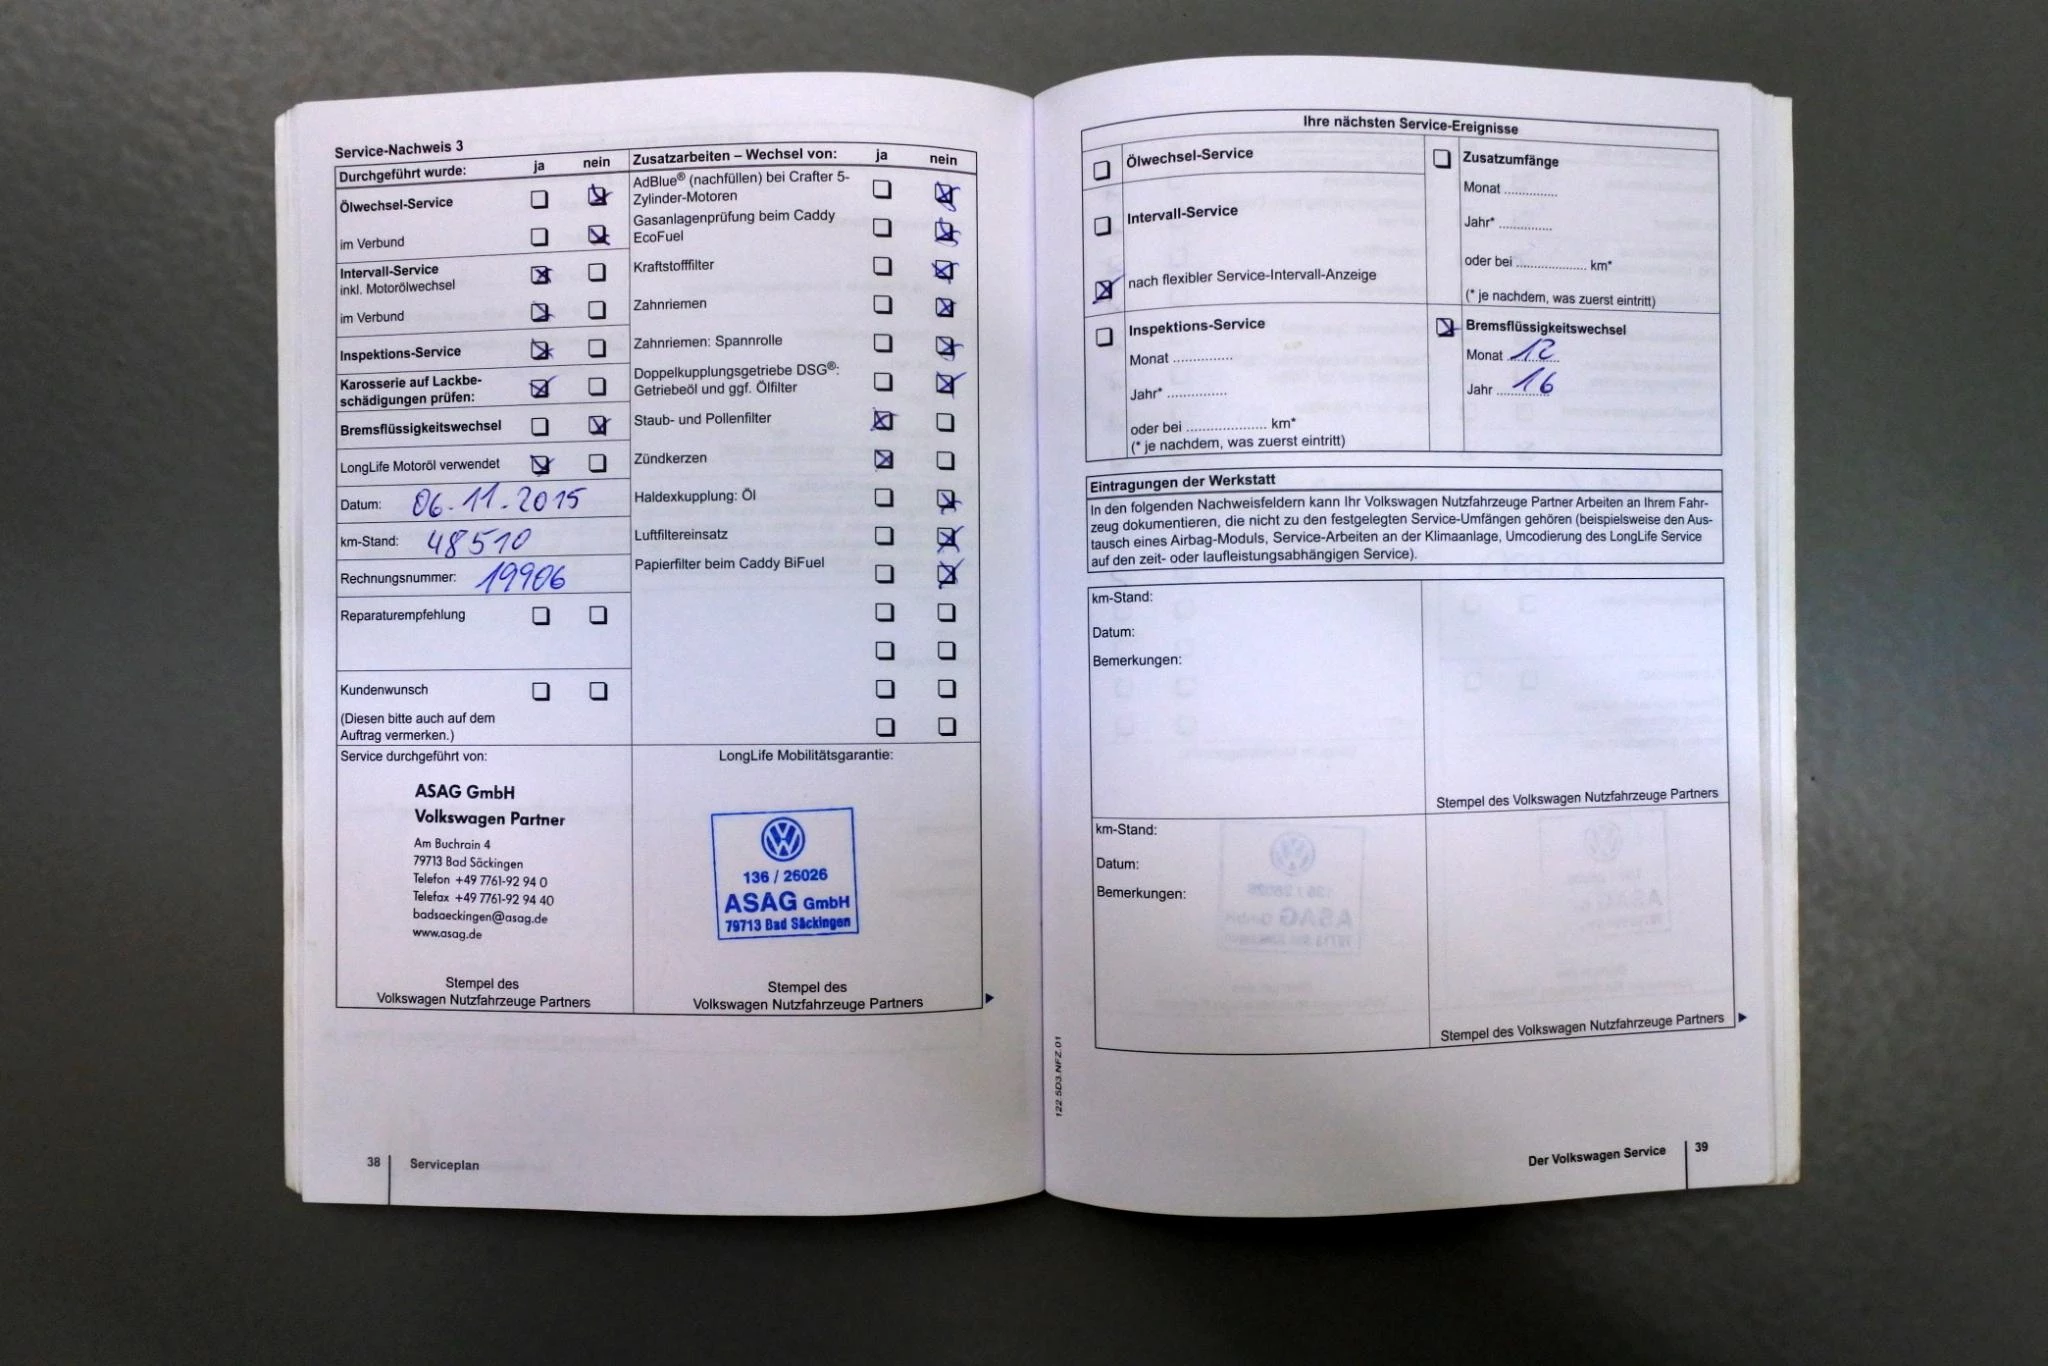 Service-Nachweis 3
Durchgeführt wurde: ja nein
Ölwechsel-Service
im Verbund
Intervall-Service
inkl. Motorölwechsel
im Verbund
Inspektions-Service
Karosserie auf Lackbe-
schädigungen prüfen:
Bremsflüssigkeitswechsel
LongLife Motoröl verwendet
Datum: 06.11.2015
km-Stand: 48510
Rechnungsnummer: 19906
Reparaturempfehlung
Kundenwunsch
(Diesen bitte auch auf dem
Auftrag vermerken.)
Zusatzarbeiten – Wechsel von: ja nein
AdBlue® (nachfüllen) bei Crafter 5-
Zylinder-Motoren
Gasanlagenprüfung beim Caddy
EcoFuel
Kraftstofffilter
Zahnriemen
Zahnriemen: Spannrolle
Doppelkupplungsgetriebe DSG®:
Getriebeöl und ggf. Ölfilter
Staub- und Pollenfilter
Zündkerzen
Haldexkupplung: Öl
Luftfiltereinsatz
Papierfilter beim Caddy BiFuel
Service durchgeführt von:
ASAG GmbH
Volkswagen Partner
Am Buchrain 4
79713 Bad Säckingen
Telefon +49 7761-92 94 0
Telefax +49 7761-92 94 40
badsaeckingen@asag.de
www.asag.de
Stempel des
Volkswagen Nutzfahrzeuge Partners
LongLife Mobilitätsgarantie:
136 / 26026
ASAG GmbH
79713 Bad Säckingen
Stempel des
Volkswagen Nutzfahrzeuge Partners
38 Serviceplan
Ihre nächsten Service-Ereignisse
Ölwechsel-Service
Intervall-Service
nach flexibler Service-Intervall-Anzeige
Inspektions-Service
Monat ...............
Jahr* ...............
oder bei .................... km*
(* je nachdem, was zuerst eintritt)
Zusatzumfänge
Monat .............
Jahr* .............
oder bei .................. km*
(* je nachdem, was zuerst eintritt)
Bremsflüssigkeitswechsel
Monat 12
Jahr 16
Eintragungen der Werkstatt
In den folgenden Nachweisfeldern kann Ihr Volkswagen Nutzfahrzeuge Partner Arbeiten an Ihrem Fahr-
zeug dokumentieren, die nicht zu den festgelegten Service-Umfängen gehören (beispielsweise den Aus-
tausch eines Airbag-Moduls, Service-Arbeiten an der Klimaanlage, Umcodierung des LongLife Service
auf den zeit- oder laufleistungsabhängigen Service).
km-Stand:
Datum:
Bemerkungen:
Stempel des Volkswagen Nutzfahrzeuge Partners
km-Stand:
Datum:
Bemerkungen:
Stempel des Volkswagen Nutzfahrzeuge Partners
122.5D3.NFZ.01
Der Volkswagen Service 39